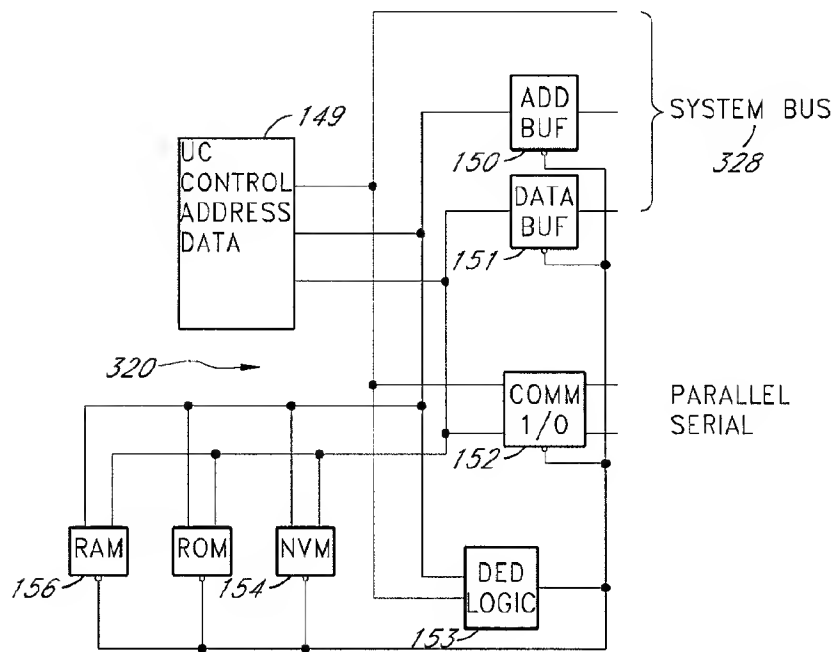 149
UC
CONTROL
ADDRESS
DATA
ADD
BUF
150
SYSTEM BUS
328
DATA
BUF
151
320
COMM
1/0
152
PARALLEL
SERIAL
RAM
156
ROM
NVM
154
DED
LOGIC
153